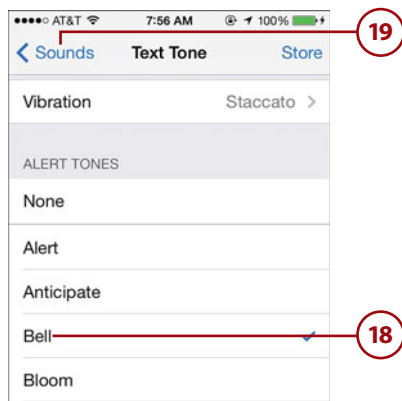 ●●●●○ AT&T 7:56 AM 100%
Sounds Text Tone Store
19
Vibration Staccato >
ALERT TONES
None
Alert
Anticipate
Bell ✓
18
Bloom